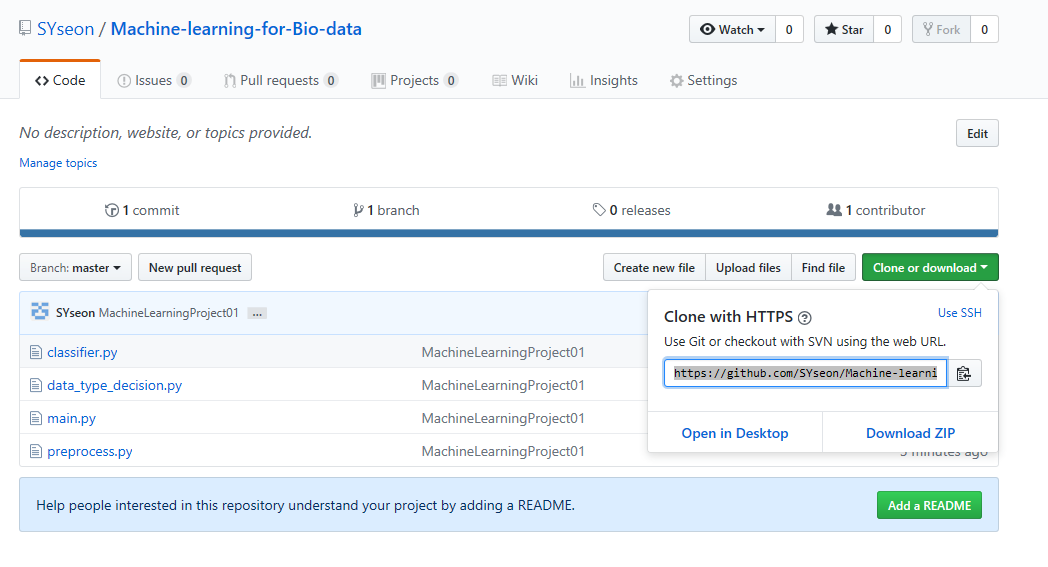 SYseon / Machine-learning-for-Bio-data
Watch 0 Star 0 Fork 0
Code Issues 0 Pull requests 0 Projects 0 Wiki Insights Settings
No description, website, or topics provided.
Edit
Manage topics
1 commit 1 branch 0 releases 1 contributor
Branch: master New pull request Create new file Upload files Find file Clone or download
SYseon MachineLearningProject01 ...
Clone with HTTPS ? Use SSH
Use Git or checkout with SVN using the web URL.
https://github.com/SYseon/Machine-learni
Open in Desktop Download ZIP
classifier.py MachineLearningProject01
data_type_decision.py MachineLearningProject01
main.py MachineLearningProject01
preprocess.py MachineLearningProject01 minutes ago
Help people interested in this repository understand your project by adding a README.
Add a README